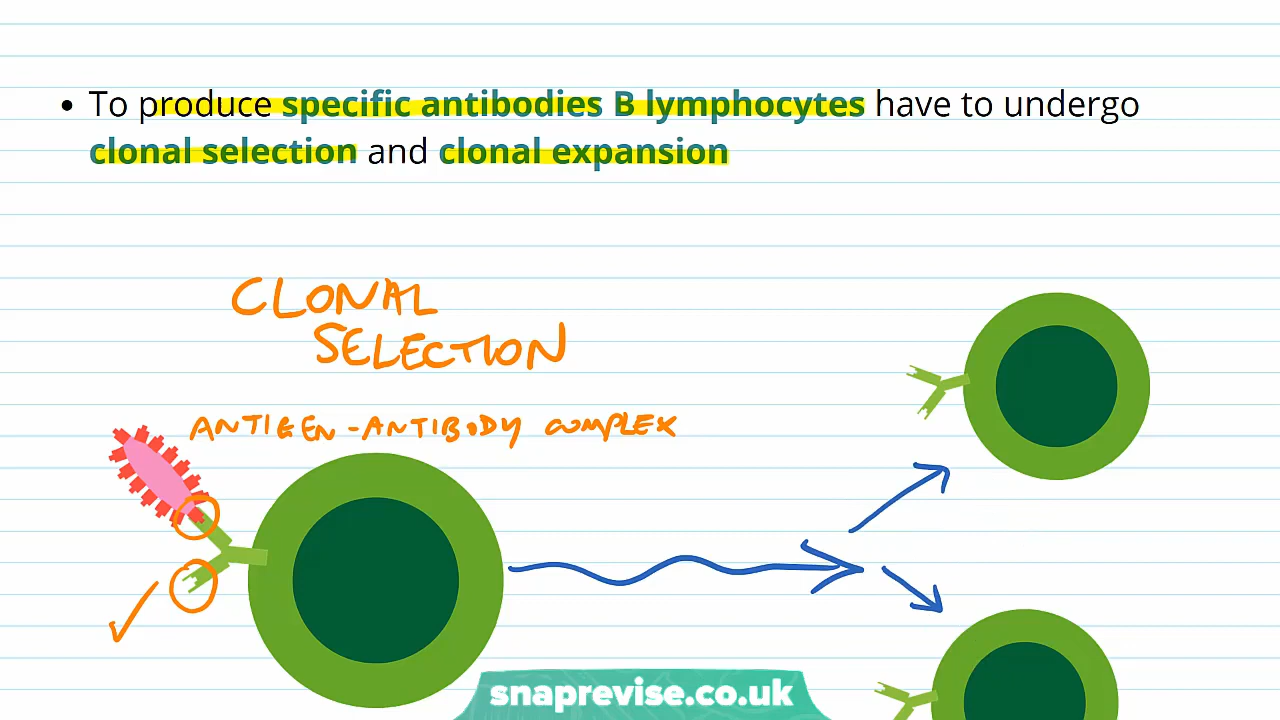 • To produce specific antibodies B lymphocytes have to undergo
clonal selection and clonal expansion
CLONAL
SELECTION
ANTIGEN-ANTIBODY COMPLEX
snaprevise.co.uk